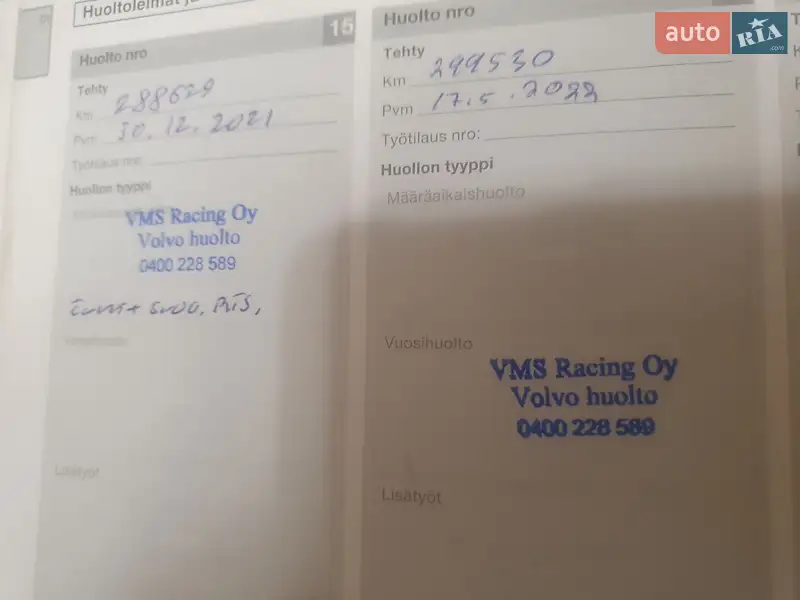 Huoltoleimat ja
15
Huolto nro
Tehty
Km 288629
Pvm 30.12.2021
Työtilaus nro:
Huollon tyyppi
VMS Racing Oy
Volvo huolto
0400 228 589
Lisätyöt
Huolto nro
Tehty
Km 299530
Pvm 17.5.2022
Työtilaus nro:
Huollon tyyppi
Määräaikaishuolto
Vuosihuolto
VMS Racing Oy
Volvo huolto
0400 228 589
Lisätyöt
auto RIA
.com